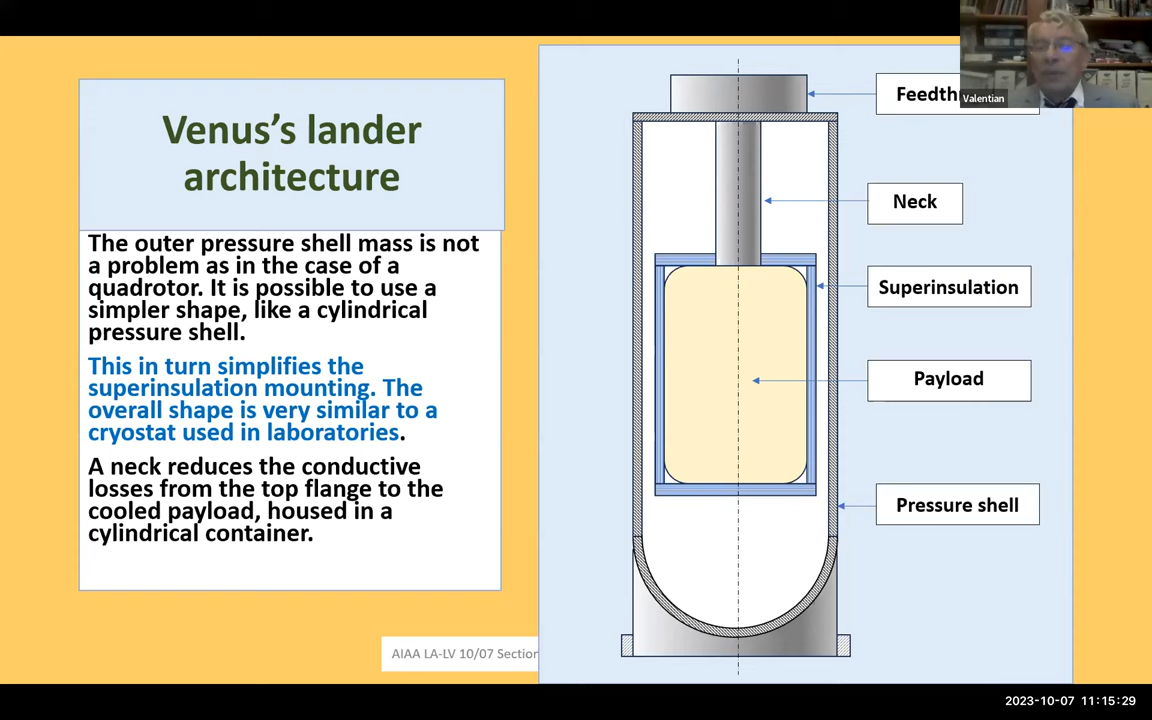 Venus’s lander
architecture
The outer pressure shell mass is not
a problem as in the case of a
quadrotor. It is possible to use a
simpler shape, like a cylindrical
pressure shell.
This in turn simplifies the
superinsulation mounting. The
overall shape is very similar to a
cryostat used in laboratories.
A neck reduces the conductive
losses from the top flange to the
cooled payload, housed in a
cylindrical container.
AIAA LA-LV 10/07 Section
Valentian
Neck
Superinsulation
Payload
Pressure shell
2023-10-07 11:15:29